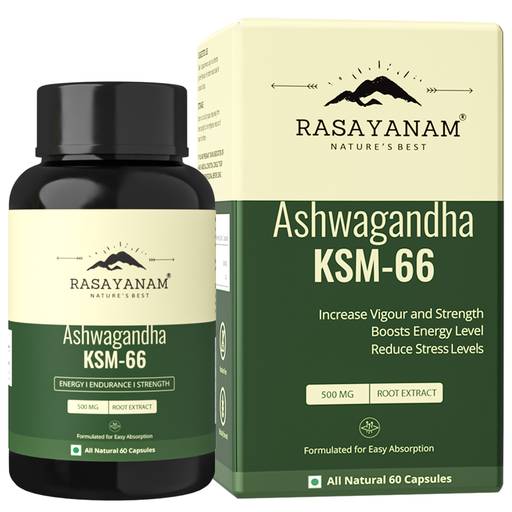 RASAYANAM®
NATURE'S BEST
Ashwagandha
KSM-66
ENERGY I ENDURANCE I STRENGTH
500 MG
ROOT EXTRACT
Formulated for Easy Absorption
All Natural 60 Capsules
RASAYANAM®
NATURE'S BEST
Ashwagandha
KSM-66
Increase Vigour and Strength
Boosts Energy Level
Reduce Stress Levels
500 MG
ROOT EXTRACT
Formulated for Easy Absorption
All Natural 60 Capsules